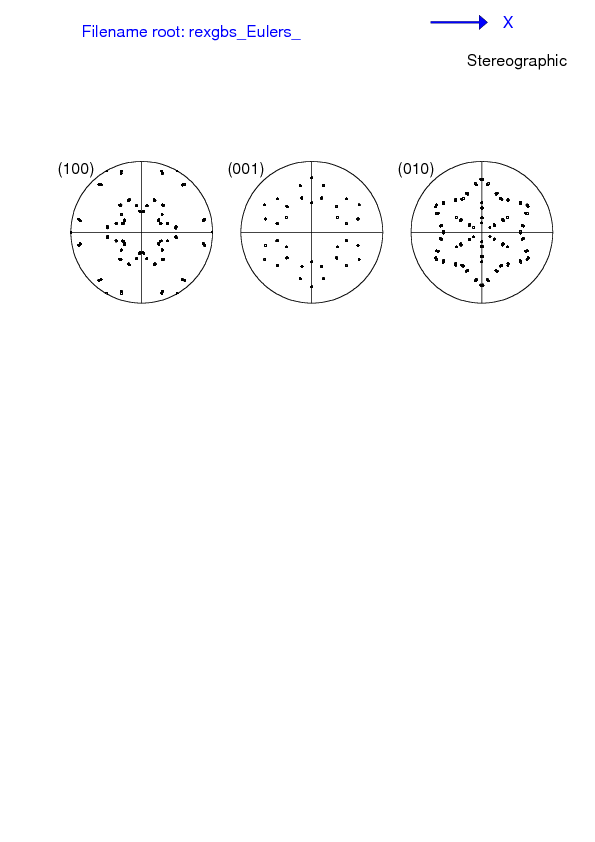 Filename root: rexgbs_Eulers_
X
Stereographic
(100)
(001)
(010)